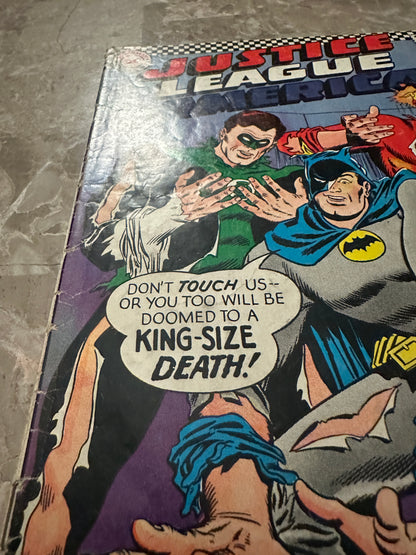 JUSTICE
LEAGUE
AMERICA
DON'T TOUCH US--
OR YOU TOO WILL BE
DOOMED TO A
KING-SIZE
DEATH!